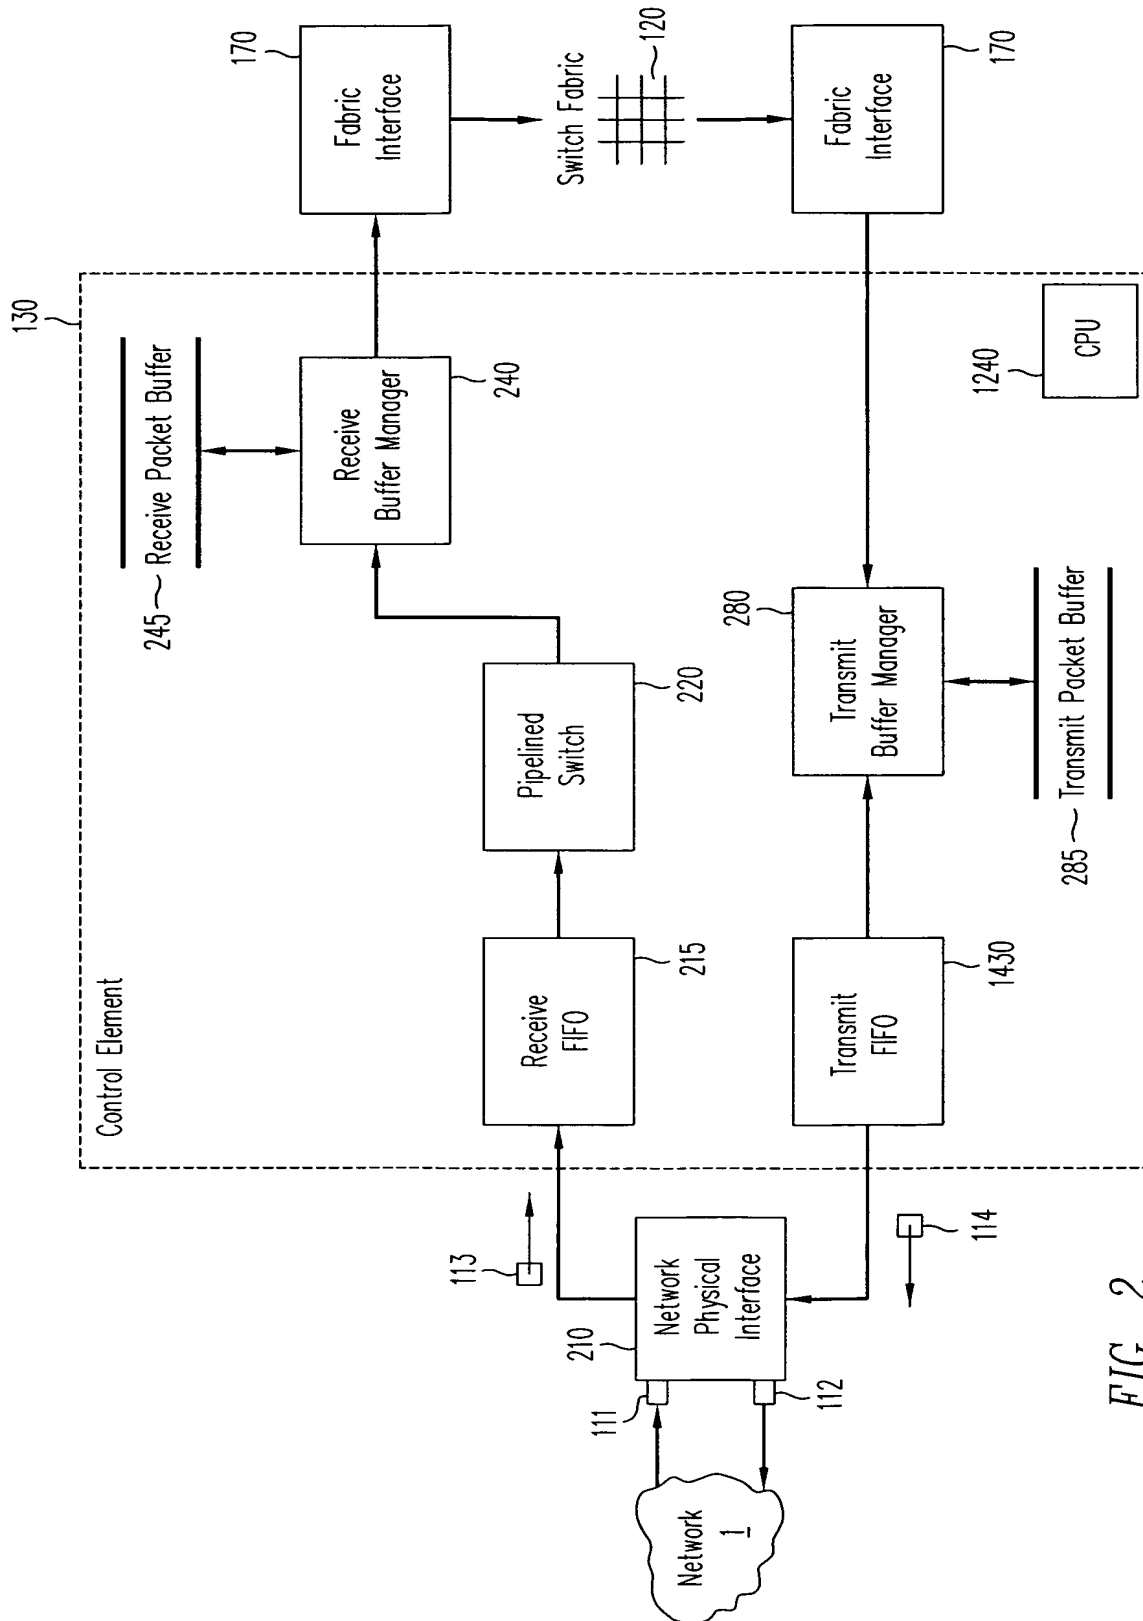 130
Control Element
245
Receive Packet Buffer
170
Fabric
Interface
Receive
Buffer Manager
240
Switch Fabric
120
Pipelined
Switch
220
Receive
FIFO
215
113
210
Network
Physical
Interface
111
112
Network
1
114
Transmit
FIFO
1430
280
Transmit
Buffer Manager
285
Transmit Packet Buffer
Fabric
Interface
170
1240
CPU
FIG. 2